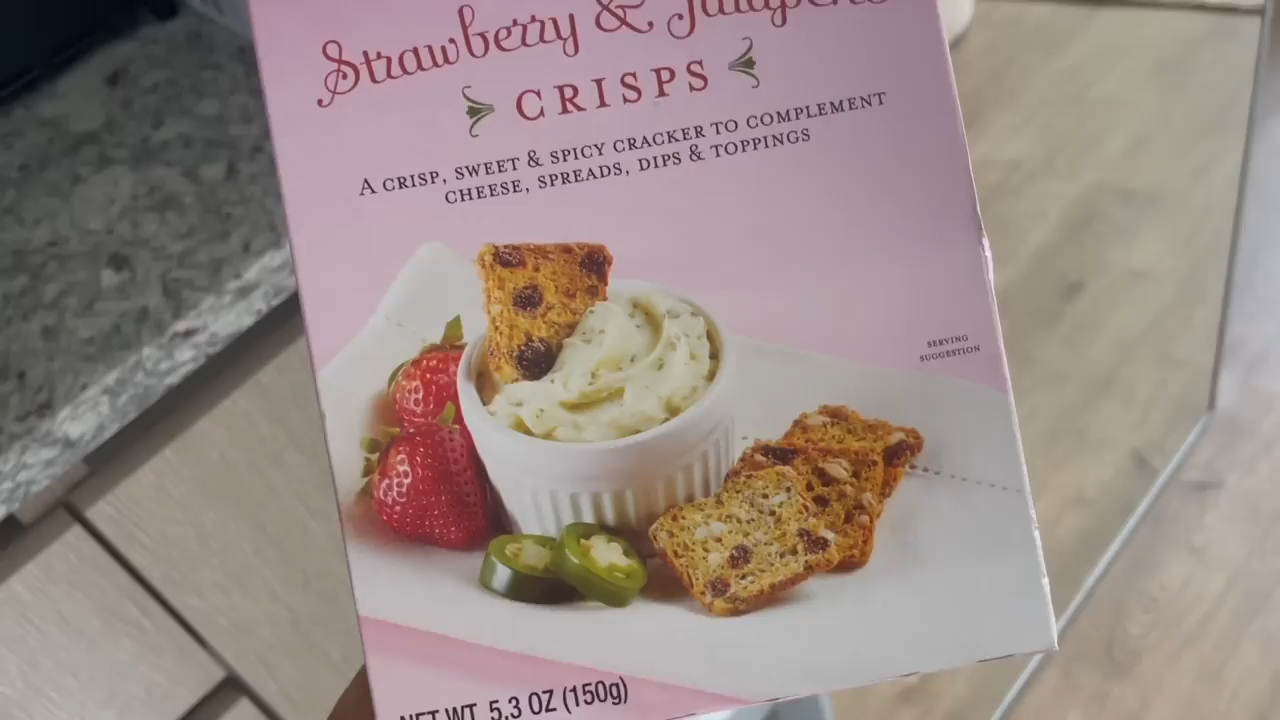 Strawberry & Jalapeño
CRISPS
A CRISP, SWEET & SPICY CRACKER TO COMPLEMENT
CHEESE, SPREADS, DIPS & TOPPINGS
SERVING
SUGGESTION
NET WT. 5.3 OZ (150g)